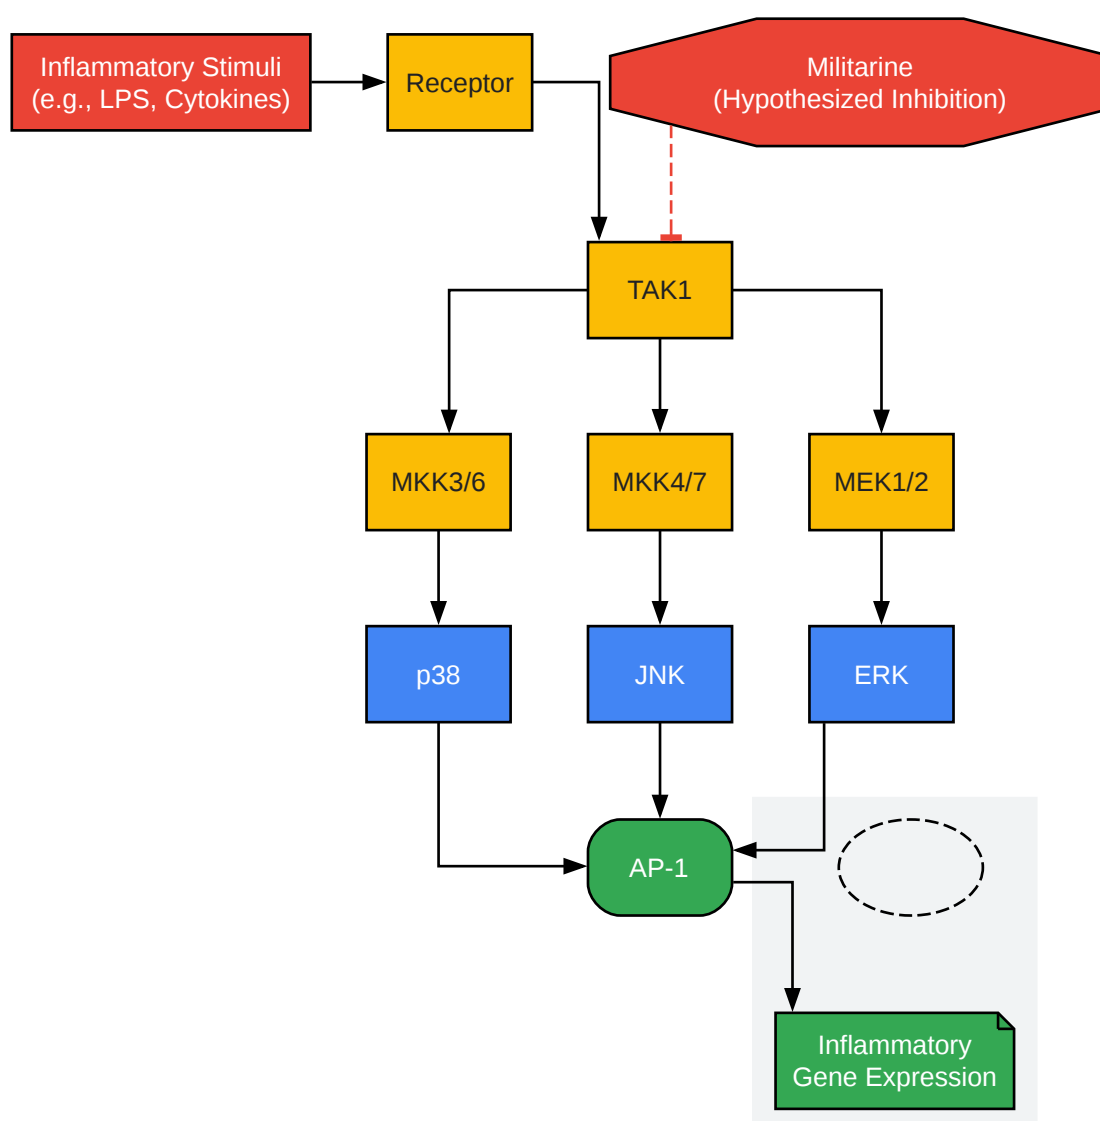 Inflammatory Stimuli
(e.g., LPS, Cytokines)
Receptor
Militarine
(Hypothesized Inhibition)
TAK1
MKK3/6
MKK4/7
MEK1/2
p38
JNK
ERK
AP-1
Inflammatory
Gene Expression